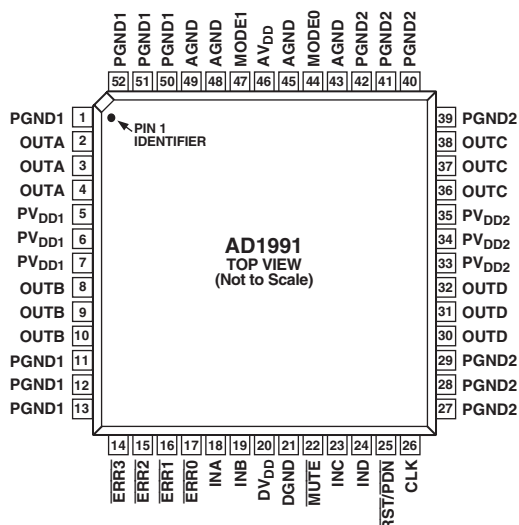 PGND1 PGND1 PGND1 AGND AGND MODE1 AVDD AGND MODE0 AGND PGND2 PGND2 PGND2
52 51 50 49 48 47 46 45 44 43 42 41 40
PGND1 1
OUTA 2
OUTA 3
OUTA 4
PVDD1 5
PVDD1 6
PVDD1 7
OUTB 8
OUTB 9
OUTB 10
PGND1 11
PGND1 12
PGND1 13
PIN 1
IDENTIFIER
AD1991
TOP VIEW
(Not to Scale)
39 PGND2
38 OUTC
37 OUTC
36 OUTC
35 PVDD2
34 PVDD2
33 PVDD2
32 OUTD
31 OUTD
30 OUTD
29 PGND2
28 PGND2
27 PGND2
14 15 16 17 18 19 20 21 22 23 24 25 26
ERR3 ERR2 ERR1 ERR0 INA INB DVDD DGND MUTE INC IND RST/PDN CLK